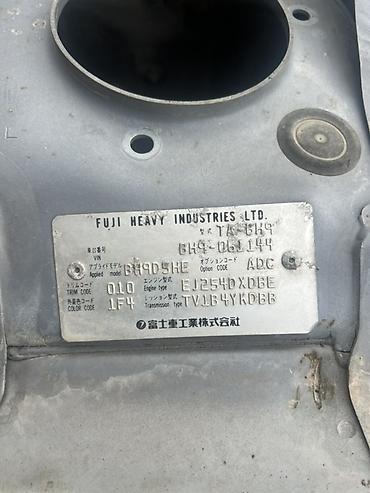 FUJI HEAVY INDUSTRIES LTD.
型式 TA-BH9
車台番号 VIN BH9-061144
アプライドモデル Applied model BH9D5HE オプションコード Option CODE ADC
トリムコード TRIM CODE 010 エンジン型式 Engine type EJ254DXDBE
外装色コード COLOR CODE 1F4 ミッション型式 Transmission type TV1B4YKDBB
富士重工業株式会社